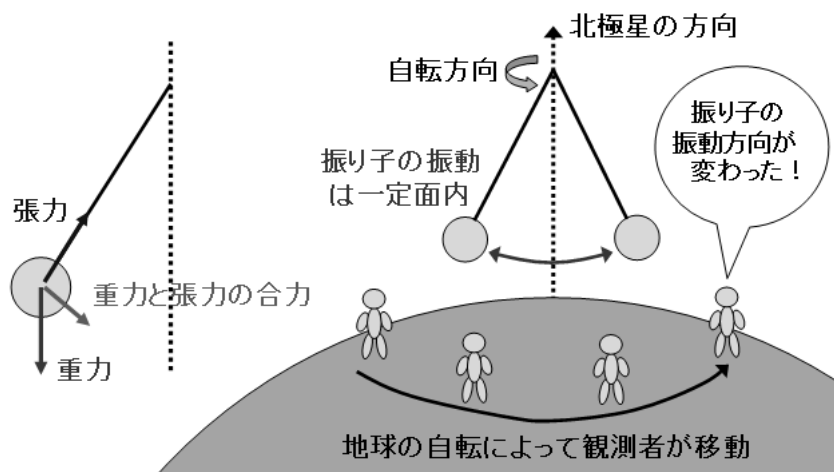 北極星の方向
自転方向
振り子の振動
は一定面内
振り子の
振動方向が
変わった！
張力
重力と張力の合力
重力
地球の自転によって観測者が移動